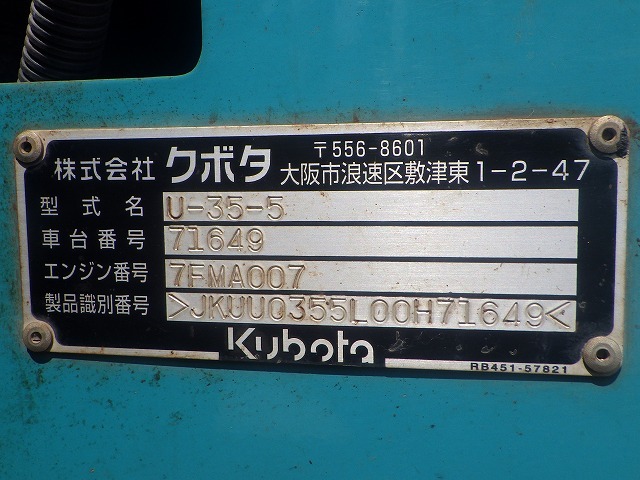 株式会社 クボタ 〒556-8601
大阪市浪速区敷津東1-2-47
型式名 U-35-5
車台番号 71649
エンジン番号 7FMA007
製品識別番号 >JKUU0355L00H71649<
Kubota
RB451-57821